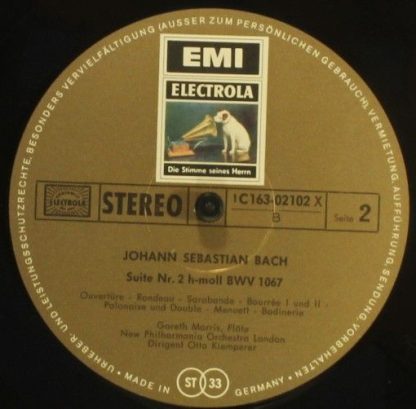 URHEBER- UND LEISTUNGSSCHUTZRECHTE, BESONDERS VERVIELFÄLTIGUNG (AUSSER ZUM PERSÖNLICHEN GEBRAUCH), VERMIETUNG, AUFFÜHRUNG, SENDUNG VORBEHALTEN
EMI
ELECTROLA
Die Stimme seines Herrn
ELECTROLA
STEREO
1C163-02102 X
B
Seite 2
JOHANN SEBASTIAN BACH
Suite Nr. 2 h-moll BWV 1067
Ouvertüre - Rondeau - Sarabande - Bourrée I und II -
Polonaise und Double - Menuett - Badinerie
Gareth Morris, Flöte
New Philharmonia Orchestra London
Dirigent Otto Klemperer
• MADE IN GERMANY •
ST 33